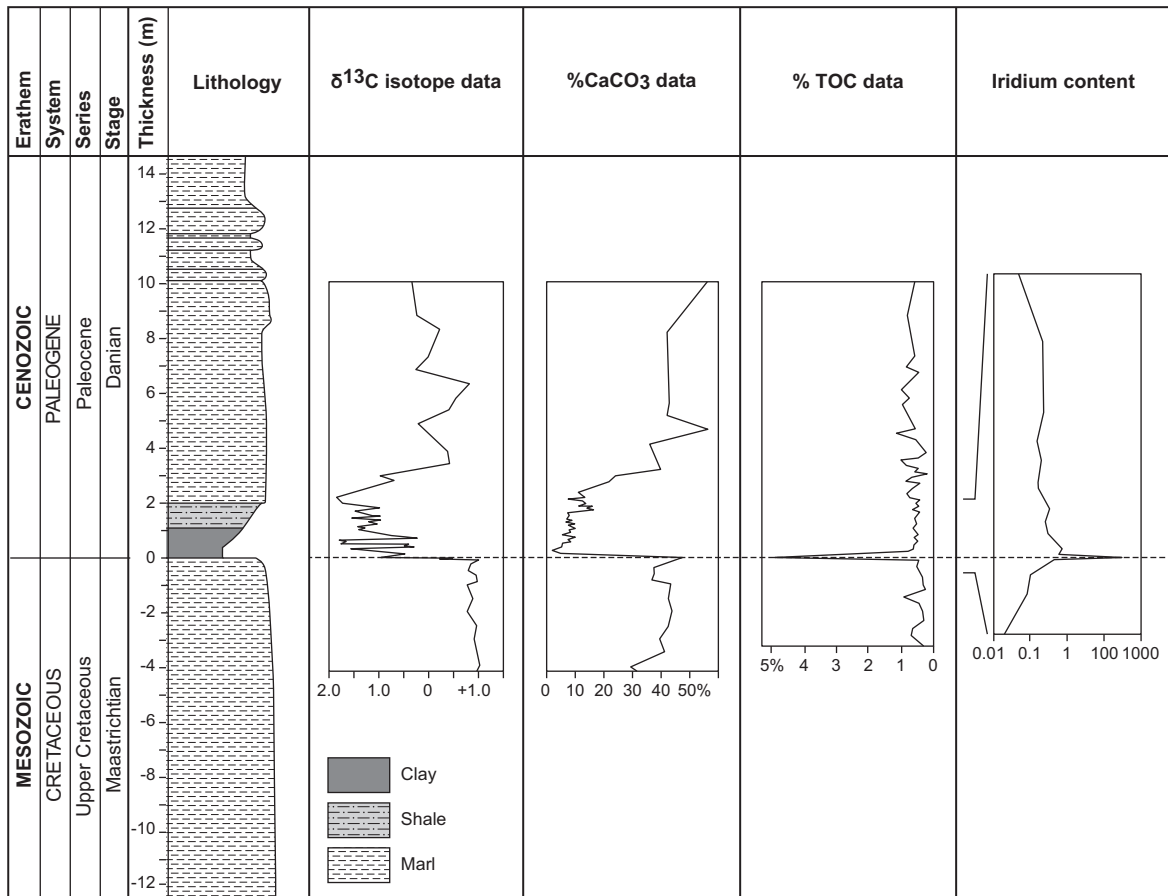 Erathem
System
Series
Stage
Thickness (m)
Lithology
δ13C isotope data
%CaCO3 data
% TOC data
Iridium content
CENOZOIC
PALEOGENE
Paleocene
Danian
MESOZOIC
CRETACEOUS
Upper Cretaceous
Maastrichtian
14
12
10
8
6
4
2
0
-2
-4
-6
-8
-10
-12
2.0 1.0 0 +1.0
0 10 20 30 40 50%
5% 3 2 1 0
0.01 0.1 1 100 1000
Clay
Shale
Marl